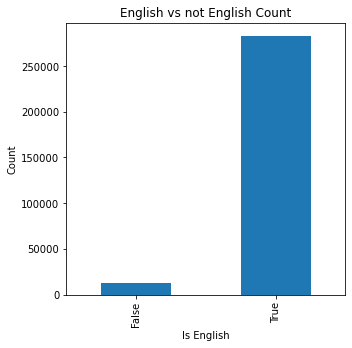 English vs not English Count
250000
200000
150000
100000
50000
0
Count
False
True
Is English